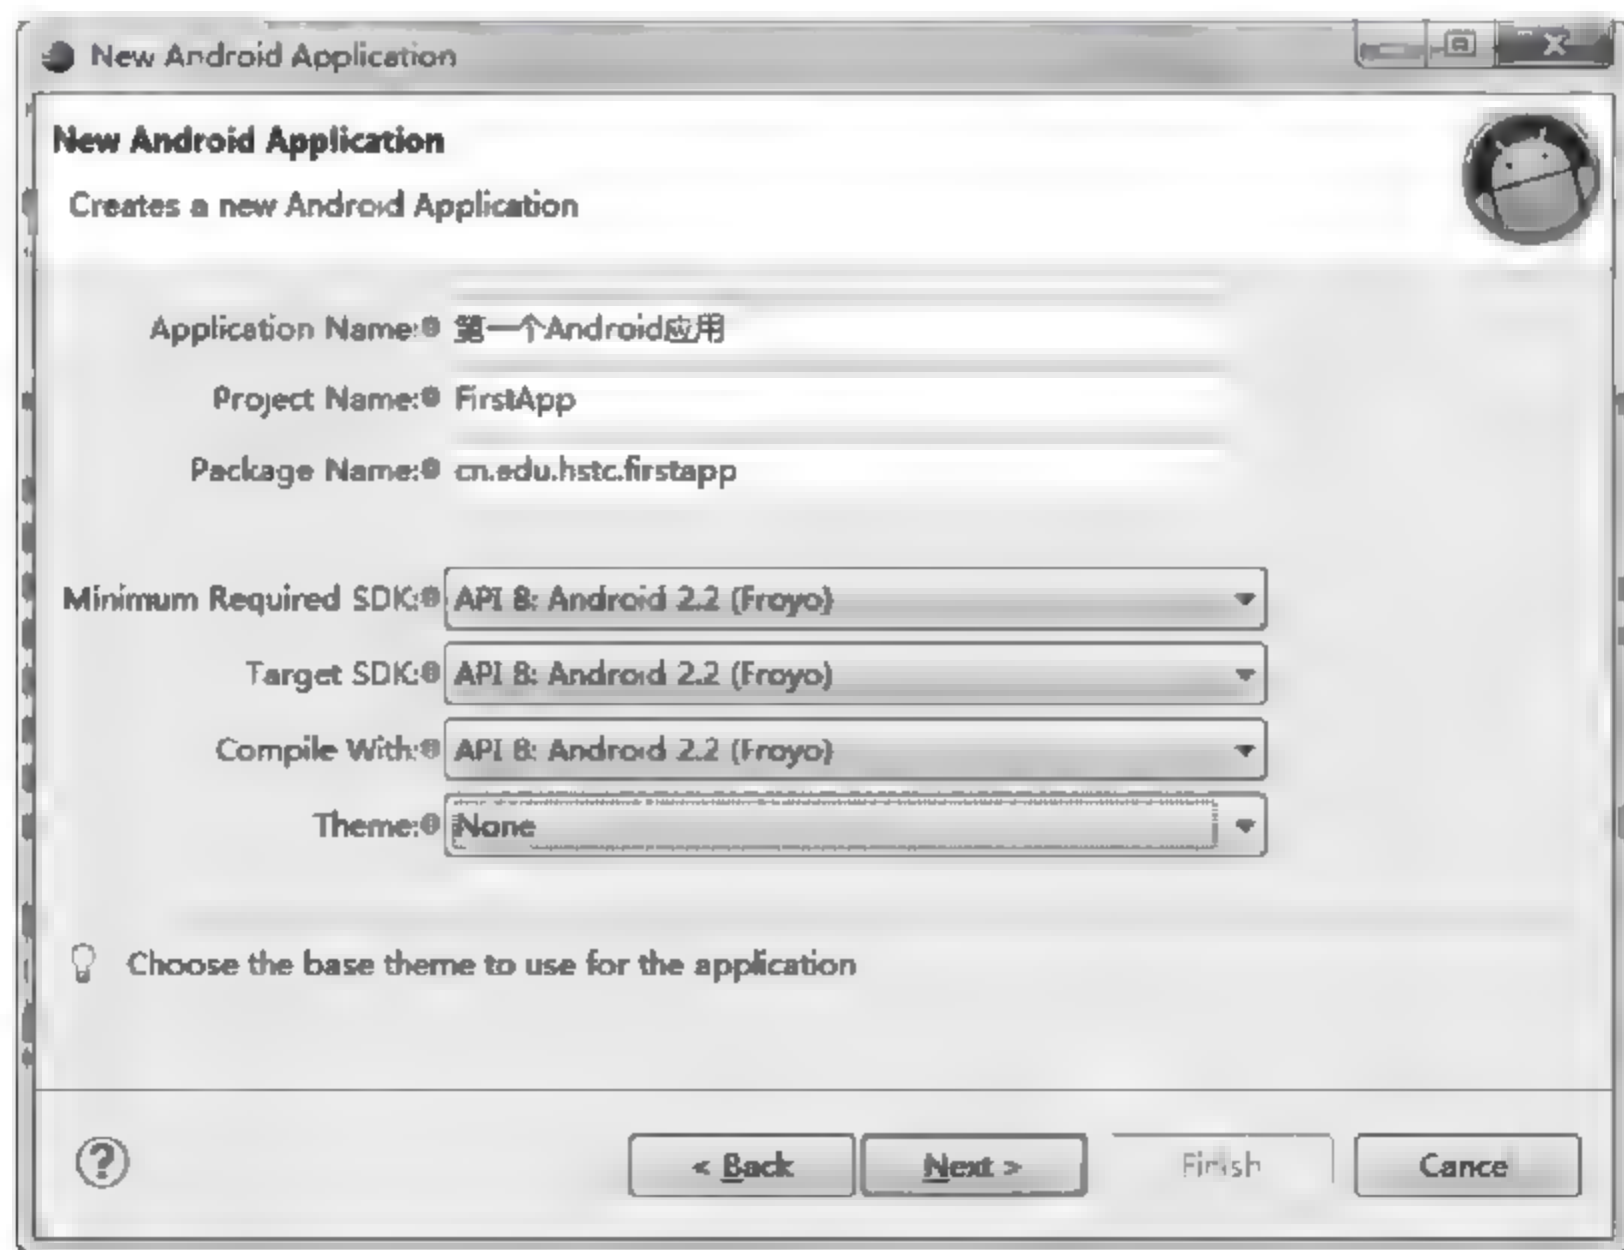 New Android Application
New Android Application
Creates a new Android Application
Application Name: 第一个Android应用
Project Name: FirstApp
Package Name: cn.edu.hstc.firstapp
Minimum Required SDK: API 8: Android 2.2 (Froyo)
Target SDK: API 8: Android 2.2 (Froyo)
Compile With: API 8: Android 2.2 (Froyo)
Theme: None
Choose the base theme to use for the application
< Back Next > Finish Cancel